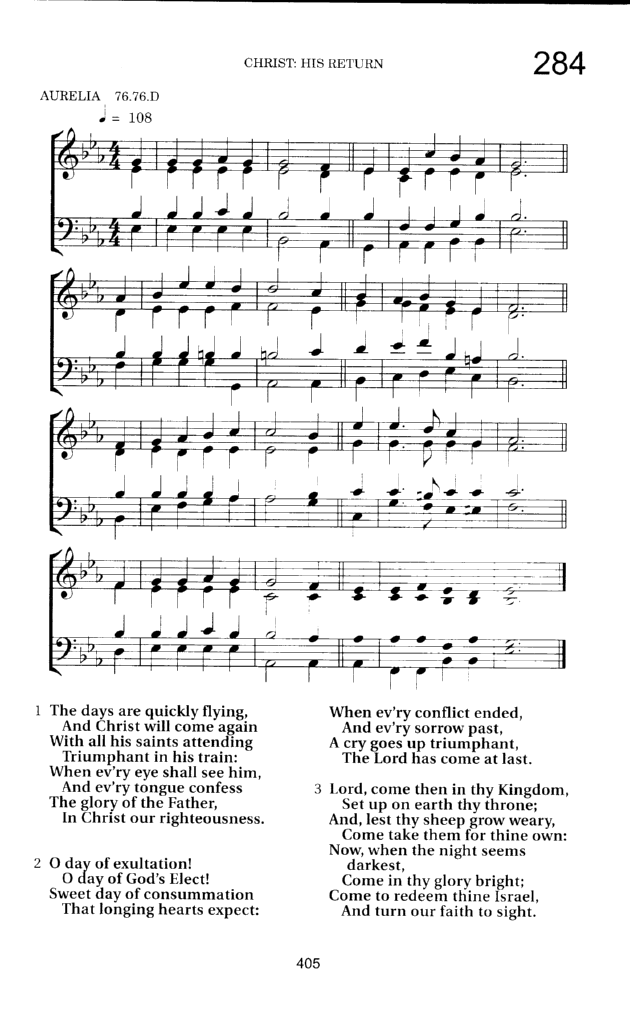 CHRIST: HIS RETURN
284
AURELIA 76.76.D
♩ = 108
1 The days are quickly flying,
And Christ will come again
With all his saints attending
Triumphant in his train:
When ev'ry eye shall see him,
And ev'ry tongue confess
The glory of the Father,
In Christ our righteousness.
2 O day of exultation!
O day of God's Elect!
Sweet day of consummation
That longing hearts expect:
When ev'ry conflict ended,
And ev'ry sorrow past,
A cry goes up triumphant,
The Lord has come at last.
3 Lord, come then in thy Kingdom,
Set up on earth thy throne;
And, lest thy sheep grow weary,
Come take them for thine own:
Now, when the night seems
darkest,
Come in thy glory bright;
Come to redeem thine Israel,
And turn our faith to sight.
405